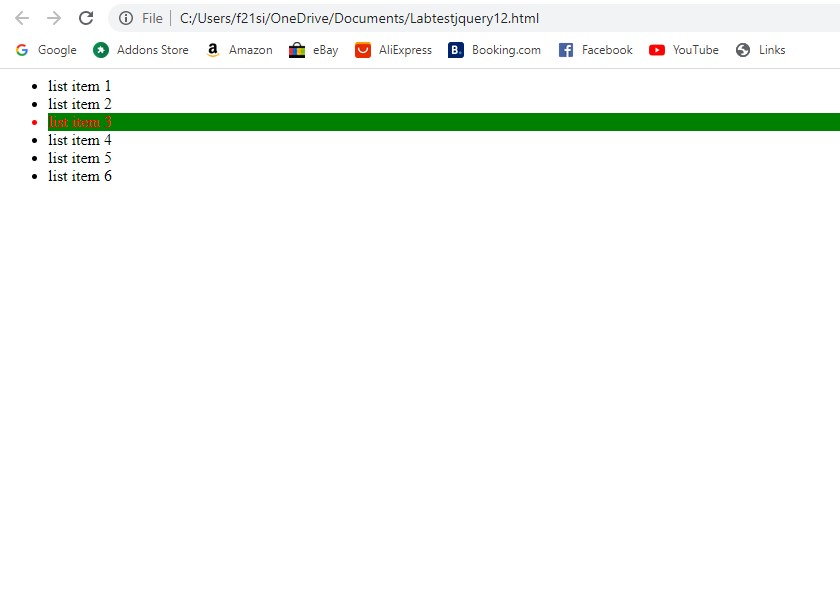 File C:/Users/f21si/OneDrive/Documents/Labtestjquery12.html
Google Addons Store Amazon eBay AliExpress Booking.com Facebook YouTube Links
list item 1
list item 2
list item 3
list item 4
list item 5
list item 6